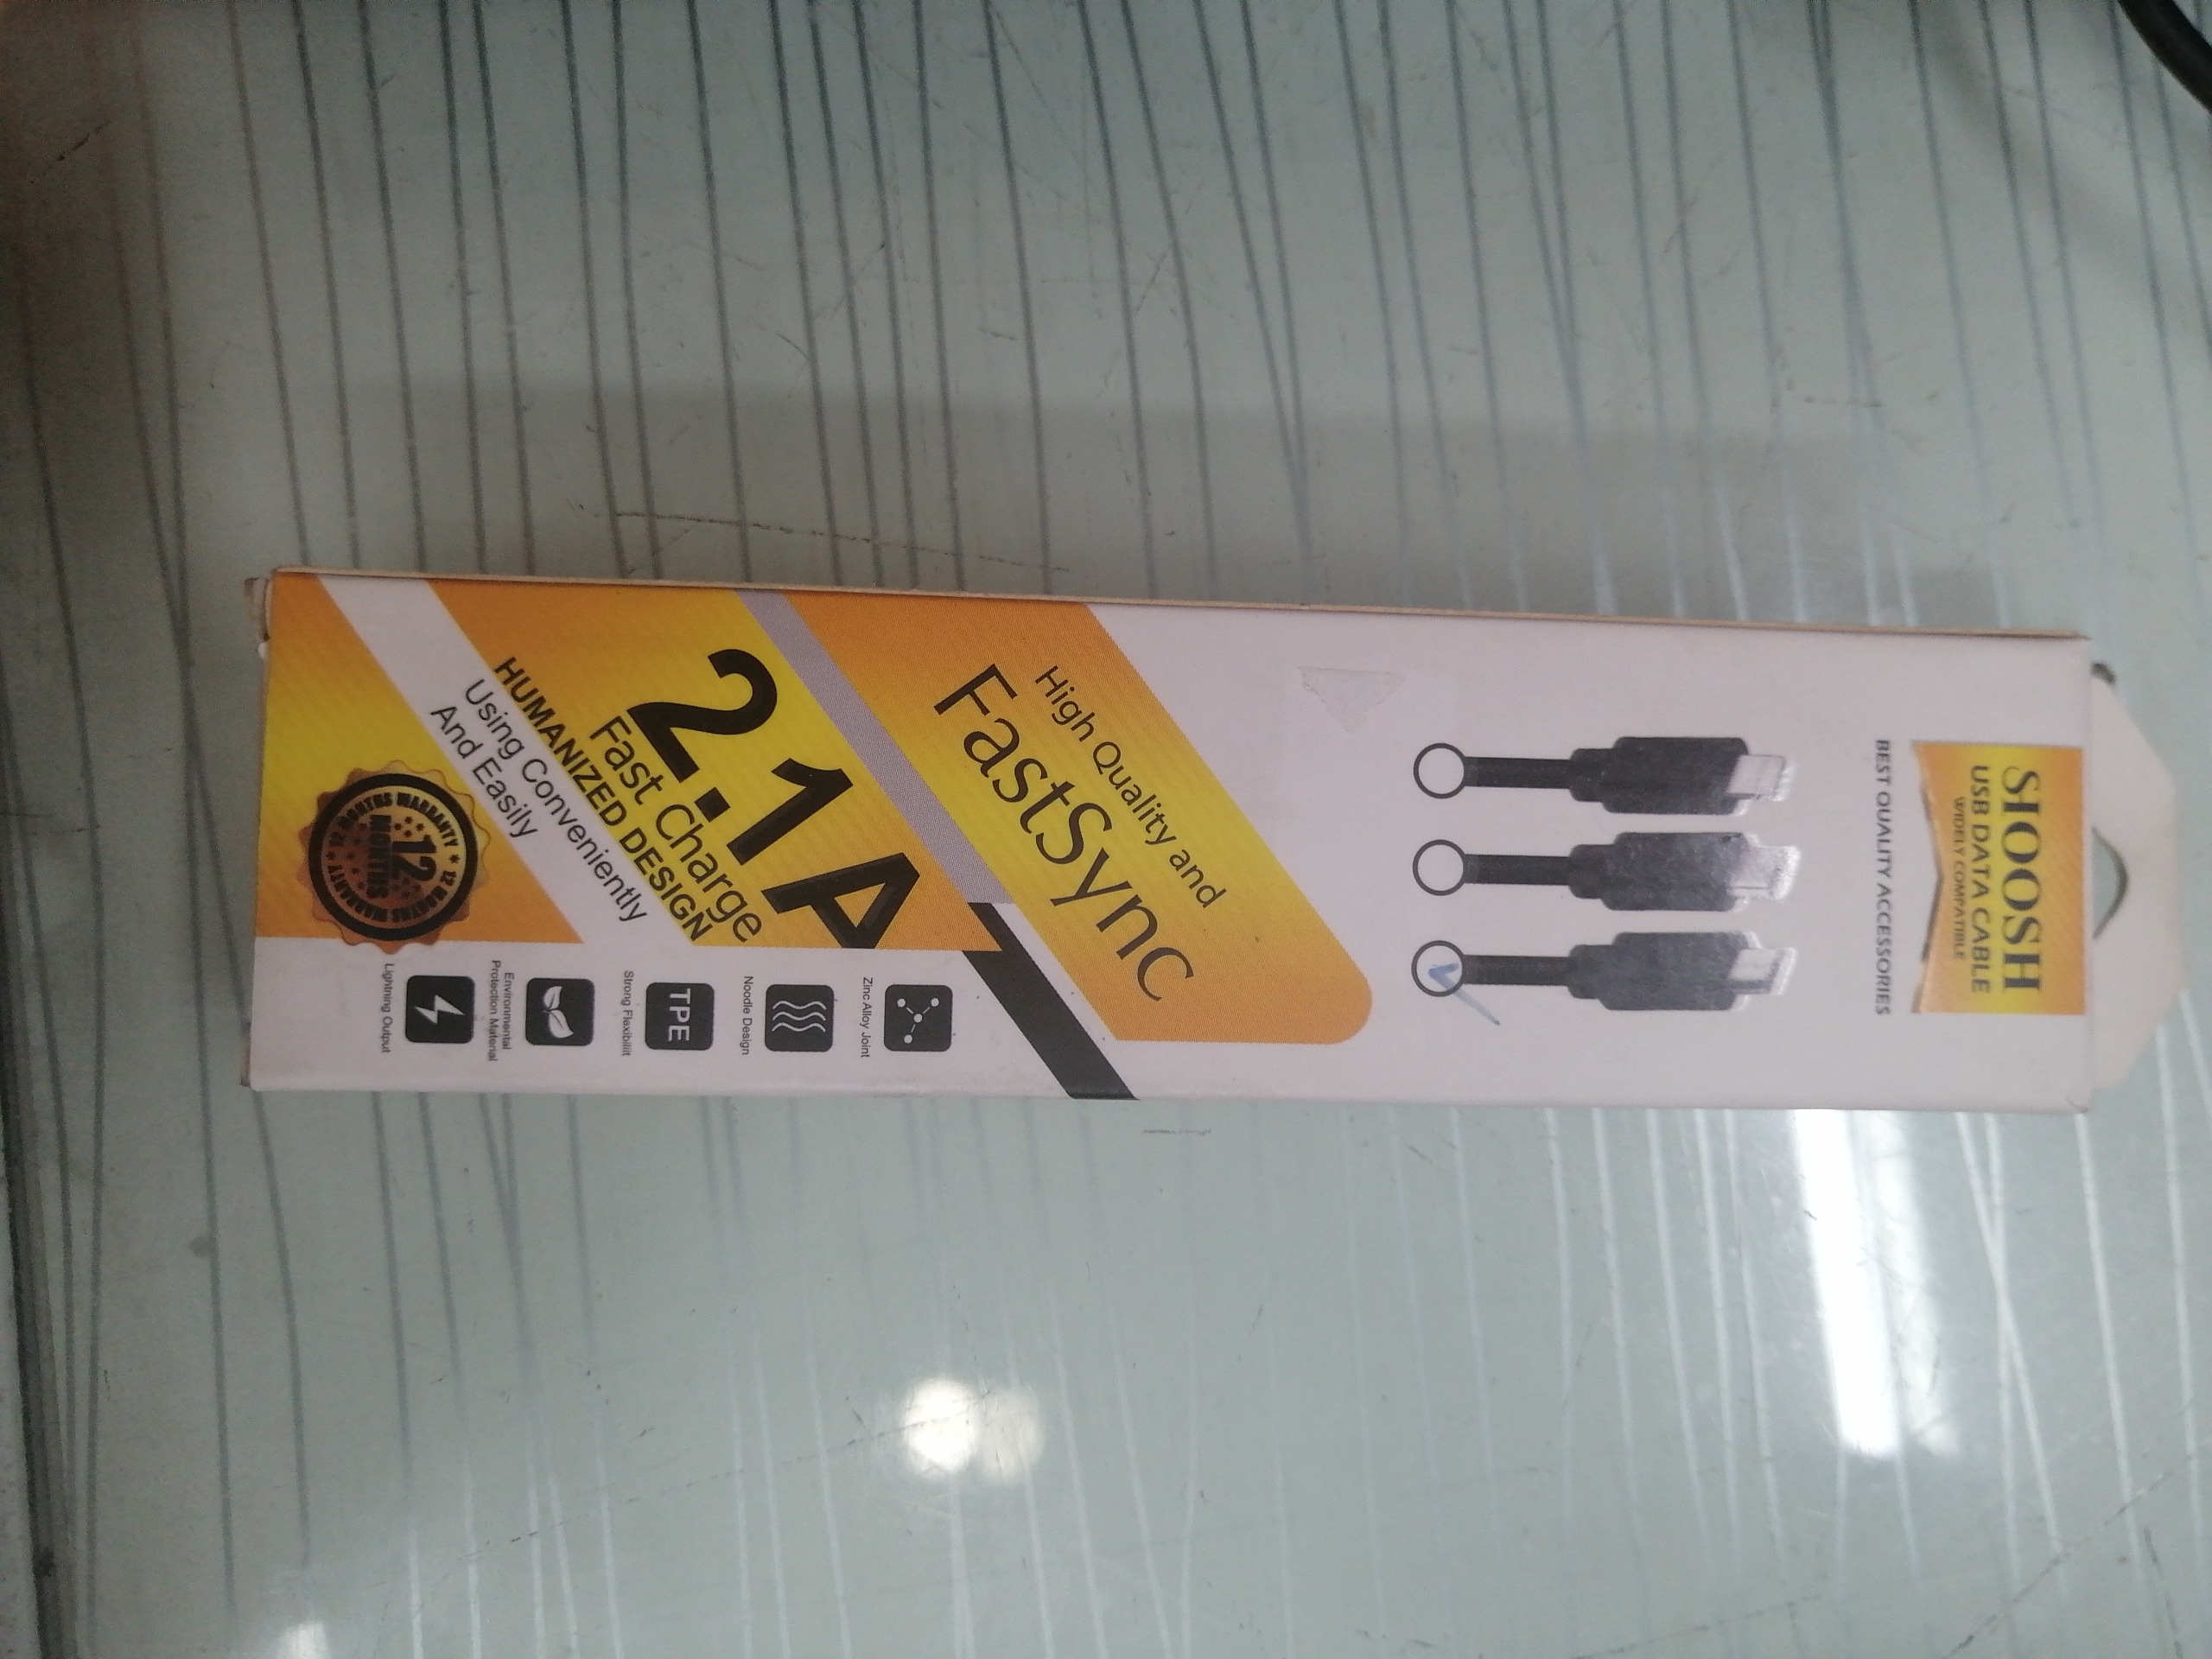 SIOOSH
USB DATA CABLE
WIDELY COMPATIBLE
BEST QUALITY ACCESSORIES
High Quality and
FastSync
2.1A
Fast Charge
HUMANIZED DESIGN
Using Conveniently
And Easily
Zinc Alloy Joint
Noodle Design
TPE
Strong Flexibiliit
Environmental
Protection Material
Lightning Output
12 MONTHS WARRANTY
12
MONTHS
12 MONTHS WARRANTY